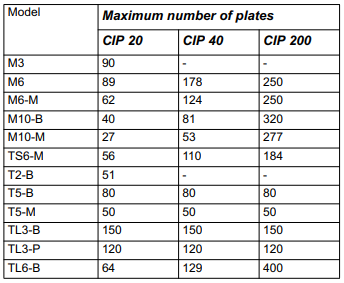 Model Maximum number of plates
CIP 20 CIP 40 CIP 200
M3 90 - -
M6 89 178 250
M6-M 62 124 250
M10-B 40 81 320
M10-M 27 53 277
TS6-M 56 110 184
T2-B 51 - -
T5-B 80 80 80
T5-M 50 50 50
TL3-B 150 150 150
TL3-P 120 120 120
TL6-B 64 129 400